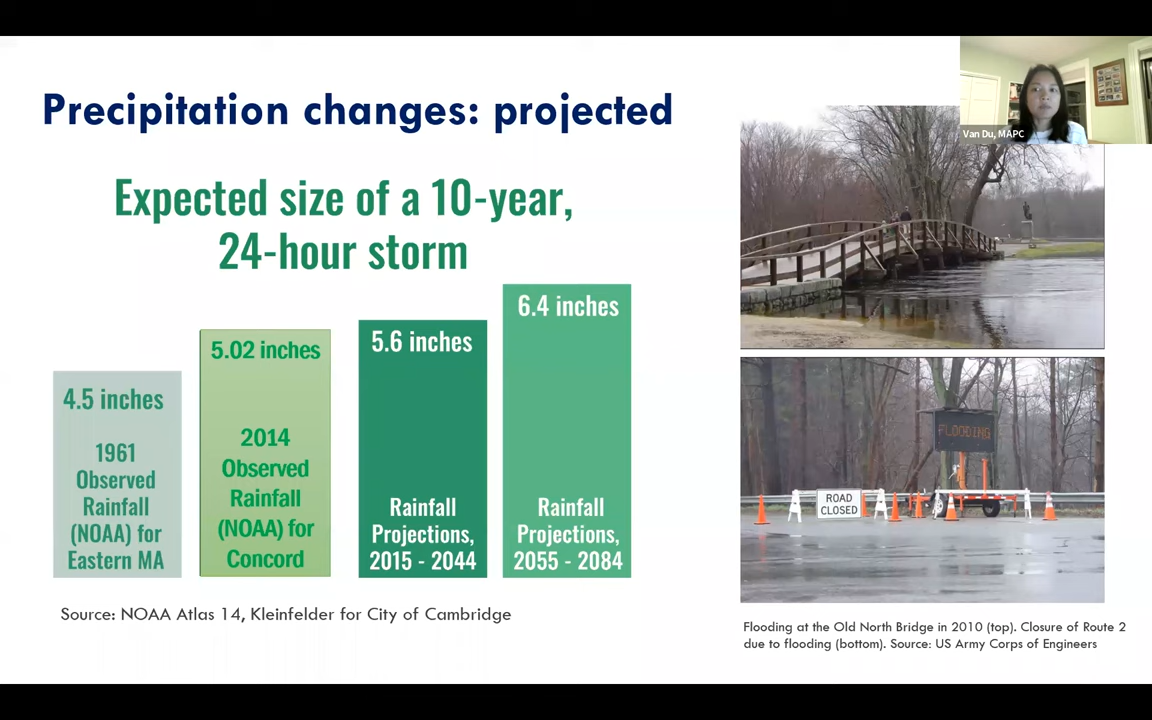 Precipitation changes: projected
Expected size of a 10-year,
24-hour storm
4.5 inches
1961
Observed
Rainfall
(NOAA) for
Eastern MA
5.02 inches
2014
Observed
Rainfall
(NOAA) for
Concord
5.6 inches
Rainfall
Projections,
2015 - 2044
6.4 inches
Rainfall
Projections,
2055 - 2084
Source: NOAA Atlas 14, Kleinfelder for City of Cambridge
Van Du, MAPC
FLOODING
ROAD
CLOSED
Flooding at the Old North Bridge in 2010 (top). Closure of Route 2
due to flooding (bottom). Source: US Army Corps of Engineers